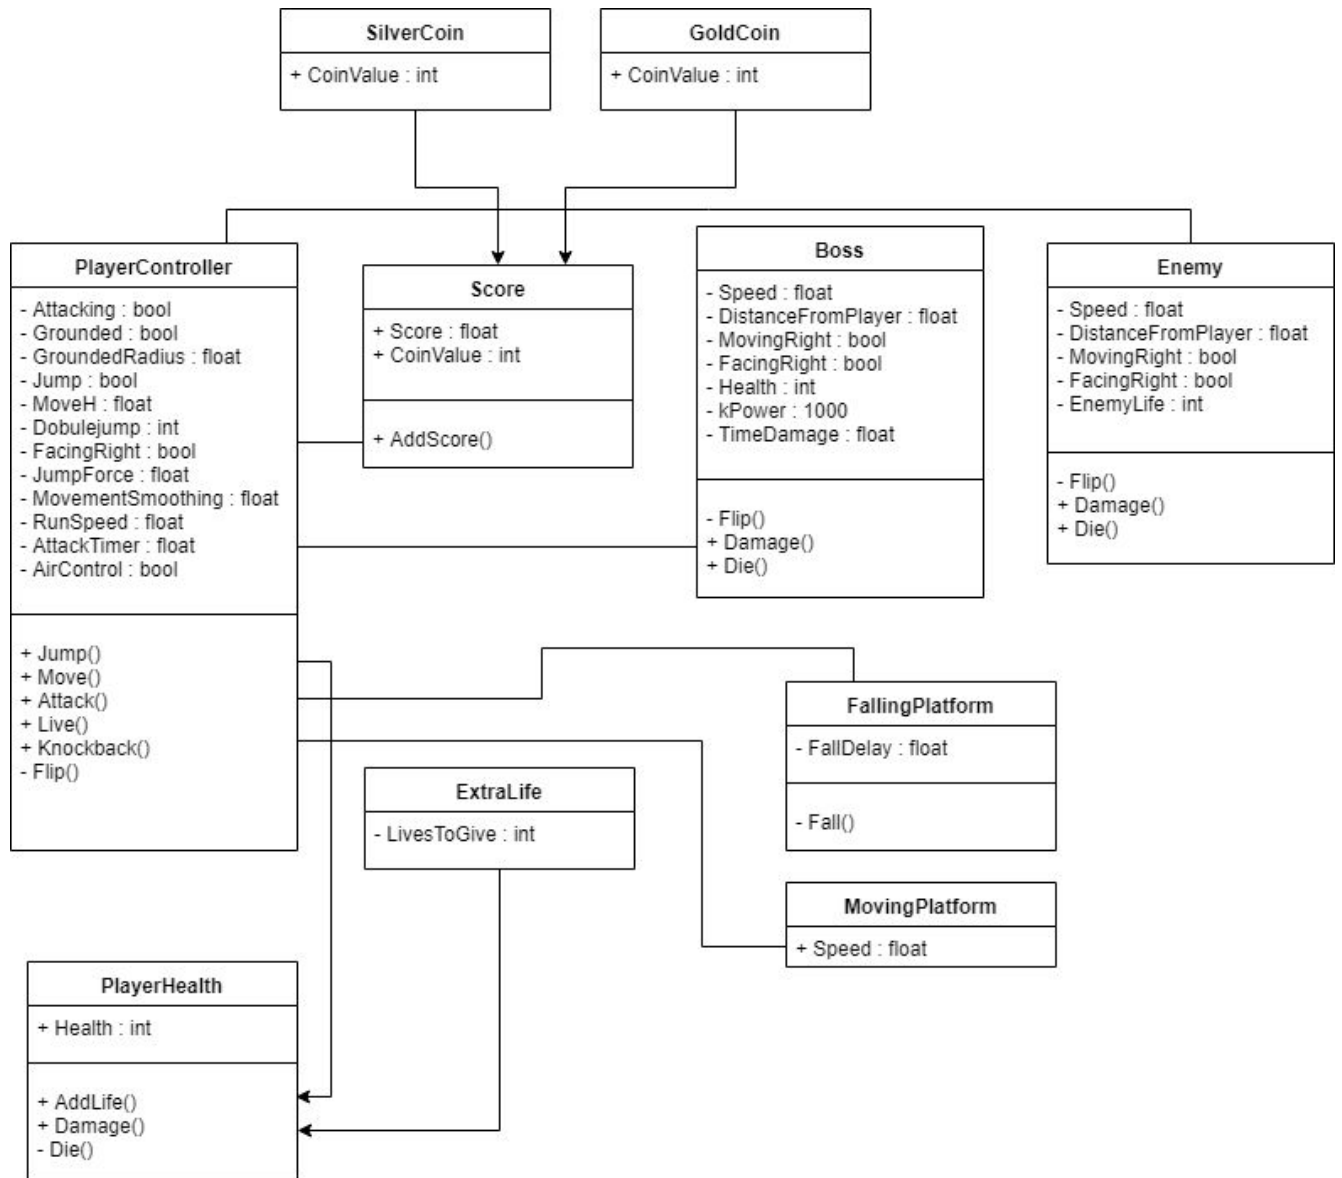 SilverCoin
+ CoinValue : int
GoldCoin
+ CoinValue : int
PlayerController
- Attacking : bool
- Grounded : bool
- GroundedRadius : float
- Jump : bool
- MoveH : float
- Dobulejump : int
- FacingRight : bool
- JumpForce : float
- MovementSmoothing : float
- RunSpeed : float
- AttackTimer : float
- AirControl : bool
+ Jump()
+ Move()
+ Attack()
+ Live()
+ Knockback()
- Flip()
Score
+ Score : float
+ CoinValue : int
+ AddScore()
Boss
- Speed : float
- DistanceFromPlayer : float
- MovingRight : bool
- FacingRight : bool
- Health : int
- kPower : 1000
- TimeDamage : float
- Flip()
+ Damage()
+ Die()
Enemy
- Speed : float
- DistanceFromPlayer : float
- MovingRight : bool
- FacingRight : bool
- EnemyLife : int
- Flip()
+ Damage()
+ Die()
FallingPlatform
- FallDelay : float
- Fall()
ExtraLife
- LivesToGive : int
MovingPlatform
+ Speed : float
PlayerHealth
+ Health : int
+ AddLife()
+ Damage()
- Die()